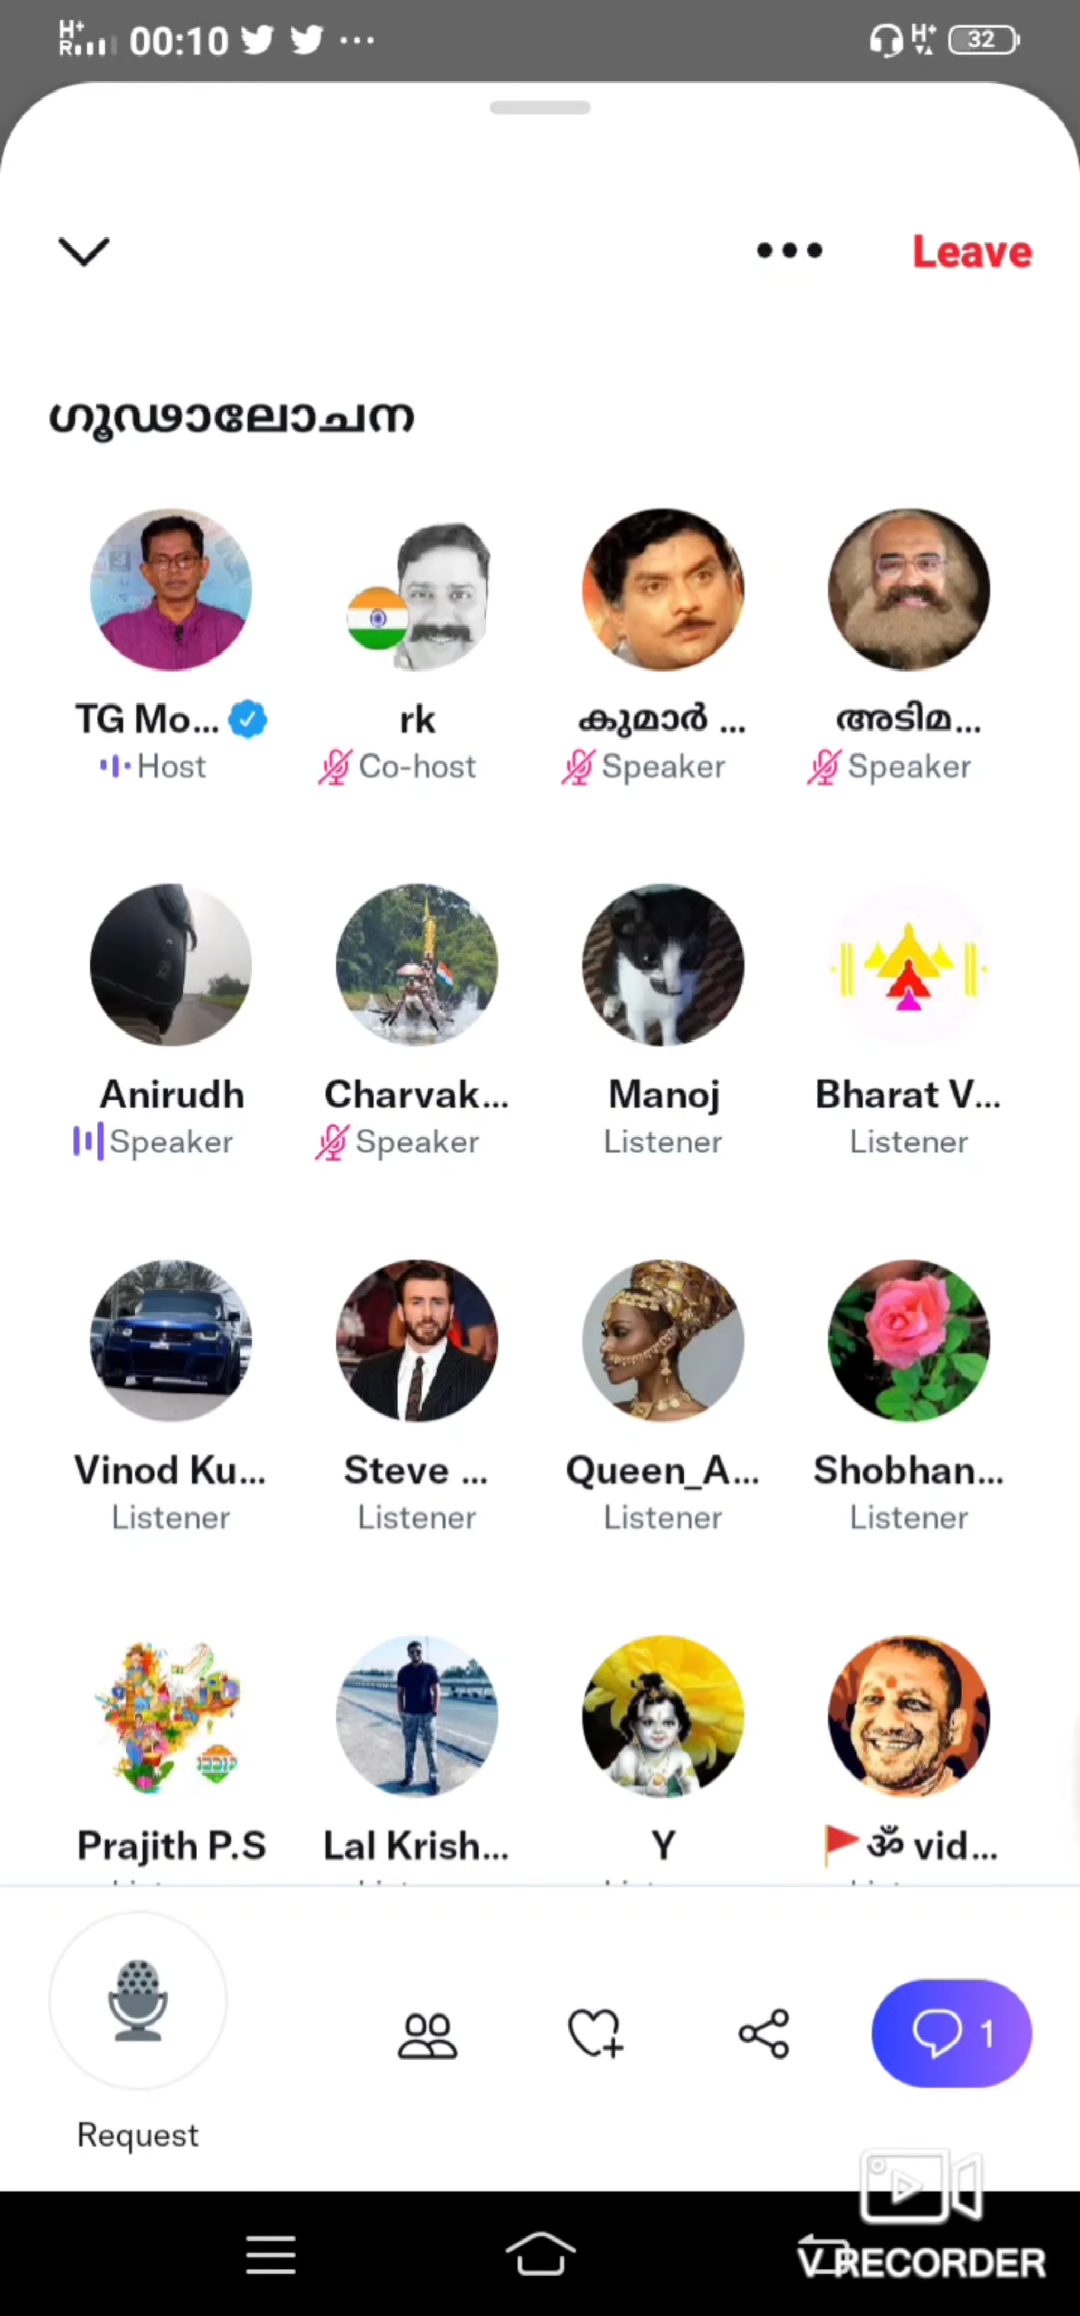 H+
R 00:10 ... H+ 32
Leave
ഗൂഢാലോചന
TG Mo... rk കുമാർ ... അടിമ...
Host Co-host Speaker Speaker
Anirudh Charvak... Manoj Bharat V...
Speaker Speaker Listener Listener
Vinod Ku... Steve ... Queen_A... Shobhan...
Listener Listener Listener Listener
Prajith P.S Lal Krish... Y 🚩ॐ vid...
1
Request
V RECORDER